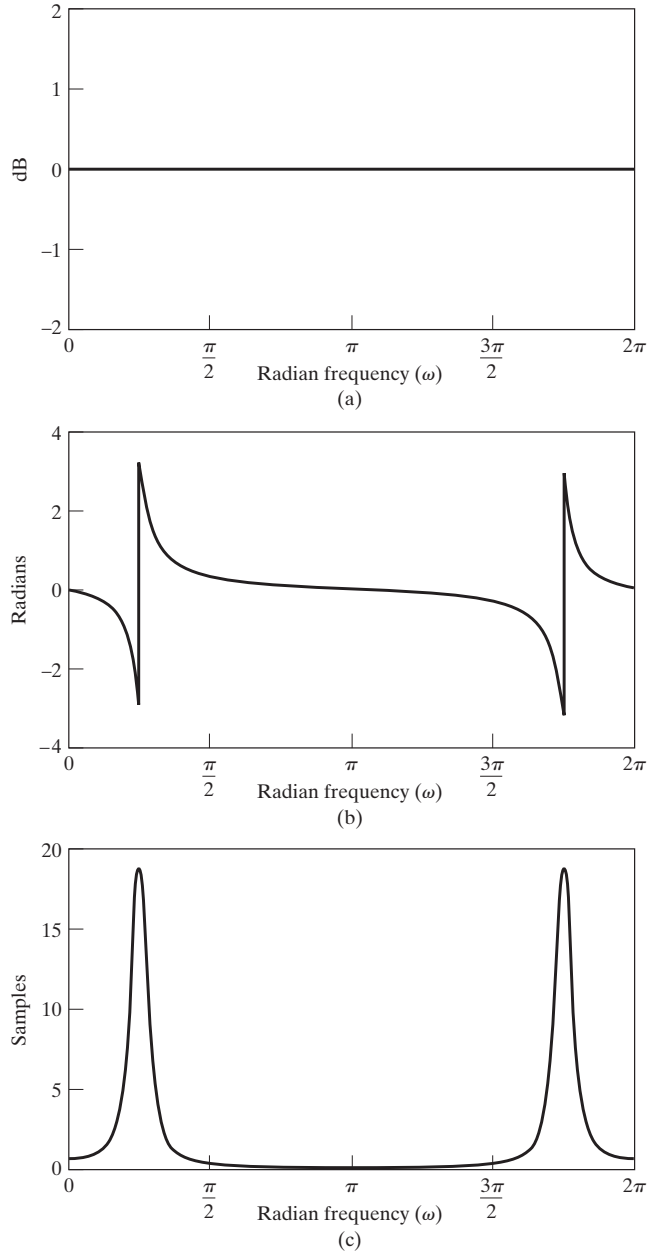 2
1
0
–1
–2
dB
0
π/2
π
3π/2
2π
Radian frequency (ω)
(a)
4
2
0
–2
–4
Radians
0
π/2
π
3π/2
2π
Radian frequency (ω)
(b)
20
15
10
5
0
Samples
0
π/2
π
3π/2
2π
Radian frequency (ω)
(c)